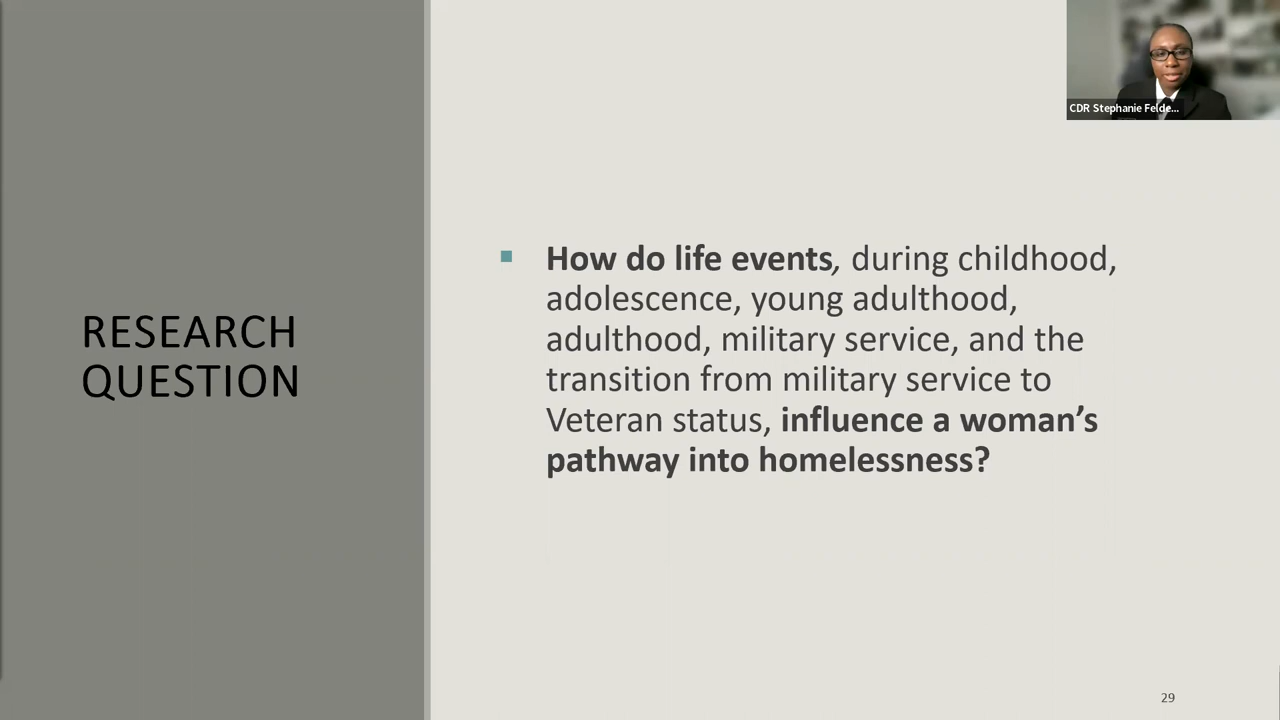 CDR Stephanie Felde...
RESEARCH
QUESTION
How do life events, during childhood,
adolescence, young adulthood,
adulthood, military service, and the
transition from military service to
Veteran status, influence a woman’s
pathway into homelessness?
29